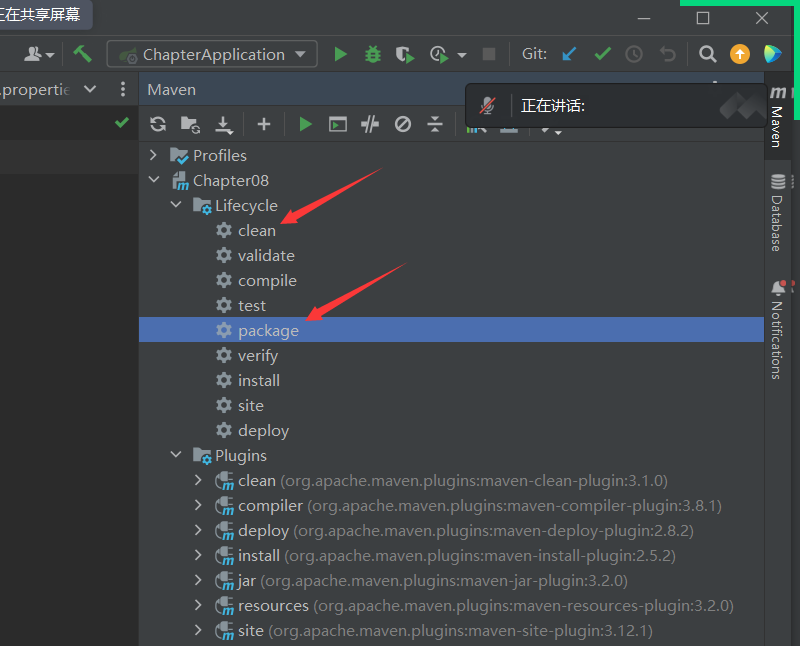 正在共享屏幕
ChapterApplication
Git:
.propertie
Maven
正在讲话:
Profiles
Chapter08
Lifecycle
clean
validate
compile
test
package
verify
install
site
deploy
Plugins
clean (org.apache.maven.plugins:maven-clean-plugin:3.1.0)
compiler (org.apache.maven.plugins:maven-compiler-plugin:3.8.1)
deploy (org.apache.maven.plugins:maven-deploy-plugin:2.8.2)
install (org.apache.maven.plugins:maven-install-plugin:2.5.2)
jar (org.apache.maven.plugins:maven-jar-plugin:3.2.0)
resources (org.apache.maven.plugins:maven-resources-plugin:3.2.0)
site (org.apache.maven.plugins:maven-site-plugin:3.12.1)
Maven
Database
Notifications